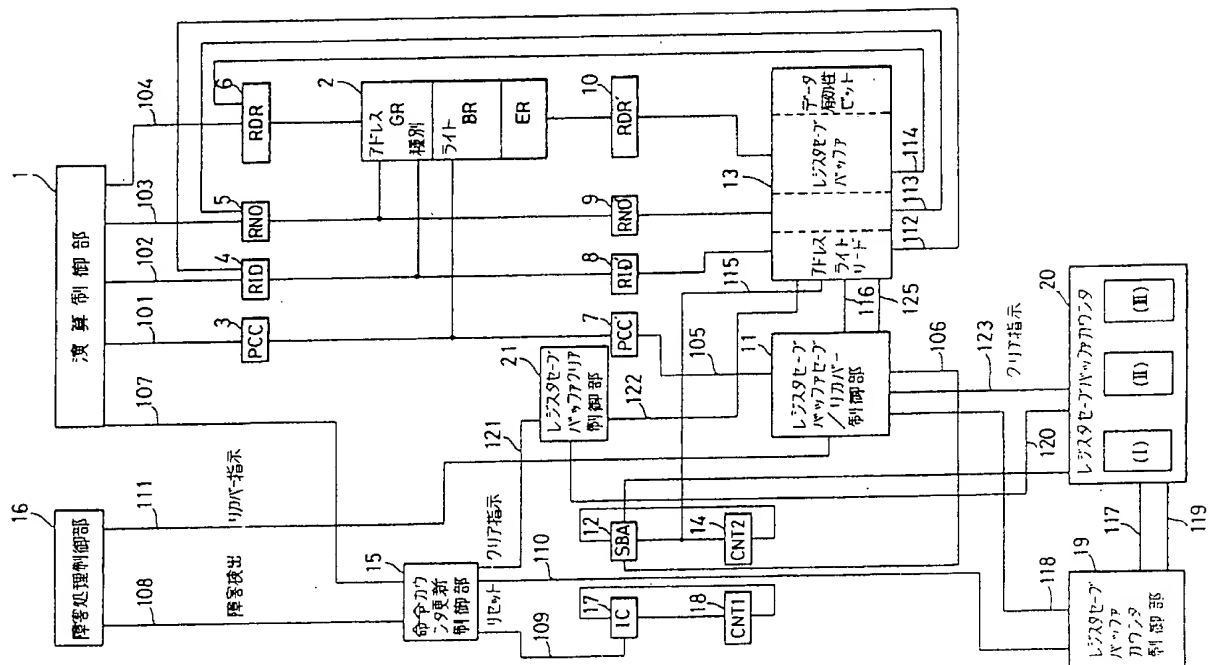 1
演算制御部
107
101
102
103
104
16
障害処理制御部
108
障害検出
111
リカバー指示
3
PCC
4
RID
5
RNO
6
RDR
2
アドレス
GR
種別
ライト
BR
ER
15
命令カウ
ンタ更新
制御部
リセット
クリア指示
109
110
121
21
レジスタセーブ
バッファクリア
制御部
122
7
PCC'
8
RID'
9
RNO'
10
RDR'
105
115
17
IC
18
CNT1
12
SBA
14
CNT2
11
レジスタセーブ
バッファセーブ
/リカバー
制御部
116
125
13
アドレス
ライト
リード
レジスタセーブ
バッファ
データ
有効性
ビット
112
113
114
106
123
クリア指示
120
118
19
レジスタセーブ
バッファ
カウンタ
制御部
117
119
20
レジスタセーブバッファカウンタ
(I)
(II)
(III)